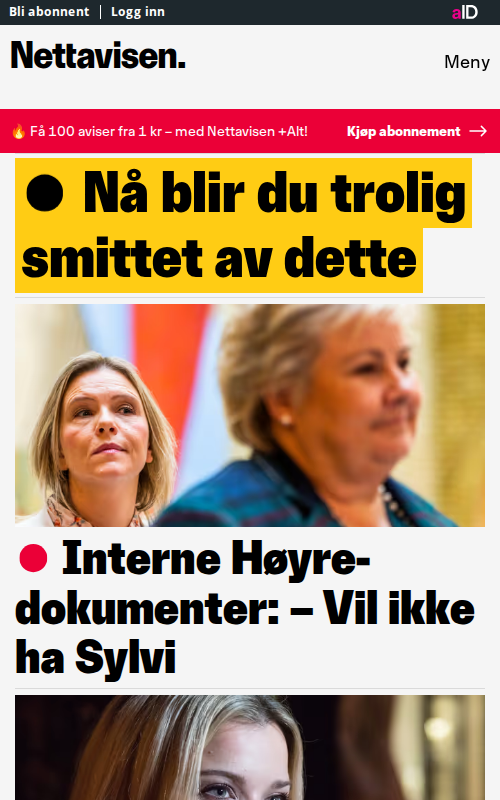 Bli abonnent | Logg inn
aID
Nettavisen.
Meny
🔥 Få 100 aviser fra 1 kr – med Nettavisen +Alt!
Kjøp abonnement →
● Nå blir du trolig
smittet av dette
● Interne Høyre-
dokumenter: – Vil ikke
ha Sylvi